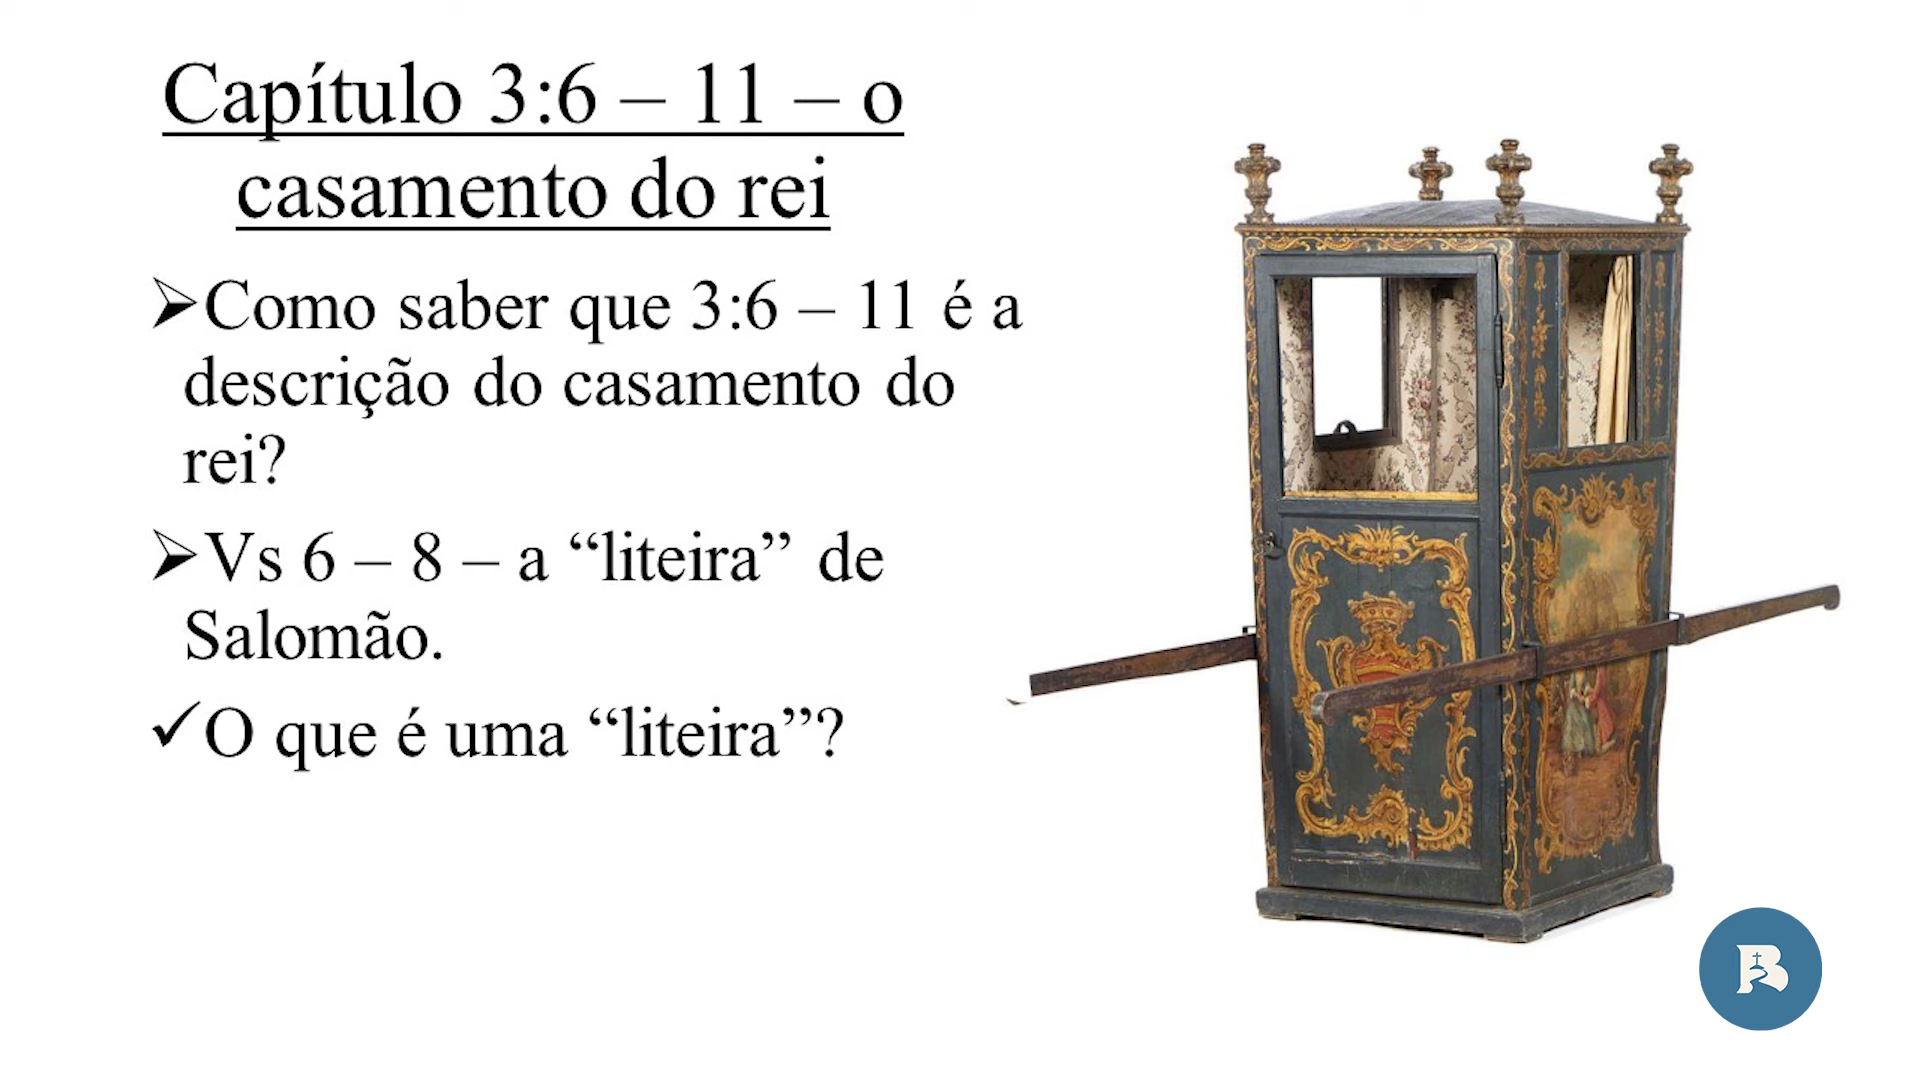 Capítulo 3:6 – 11 – o
casamento do rei
➢Como saber que 3:6 – 11 é a
descrição do casamento do
rei?
➢Vs 6 – 8 – a “liteira” de
Salomão.
✓O que é uma “liteira”?
B